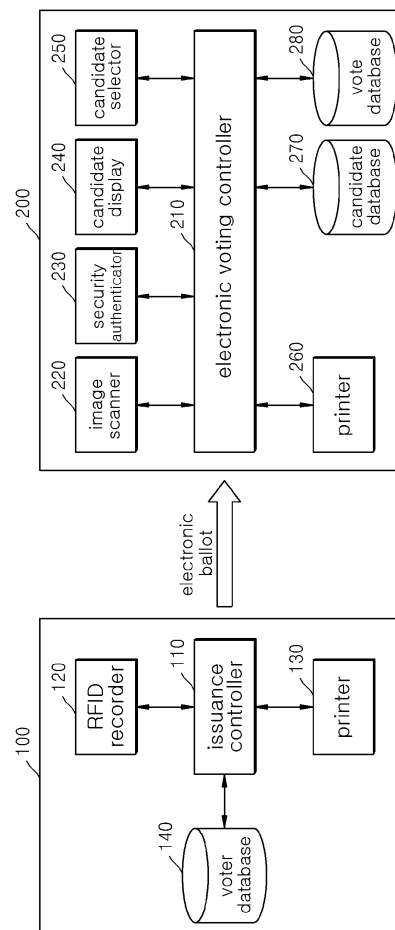 100
120
RFID
recorder
110
issuance
controller
130
printer
140
voter
database
electronic
ballot
200
220
image
scanner
230
security
authenticator
240
candidate
display
250
candidate
selector
210
electronic voting controller
260
printer
270
candidate
database
280
vote
database